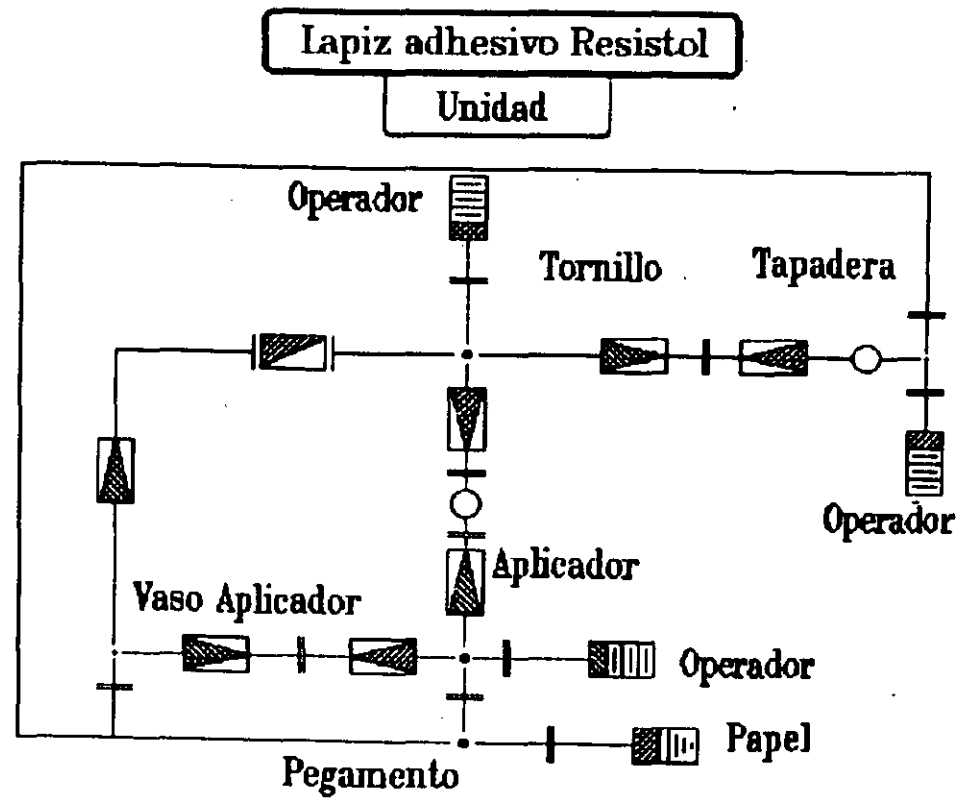 Lapiz adhesivo Resistol
Unidad
Operador
Tornillo
Tapadera
Operador
Aplicador
Vaso Aplicador
Operador
Papel
Pegamento